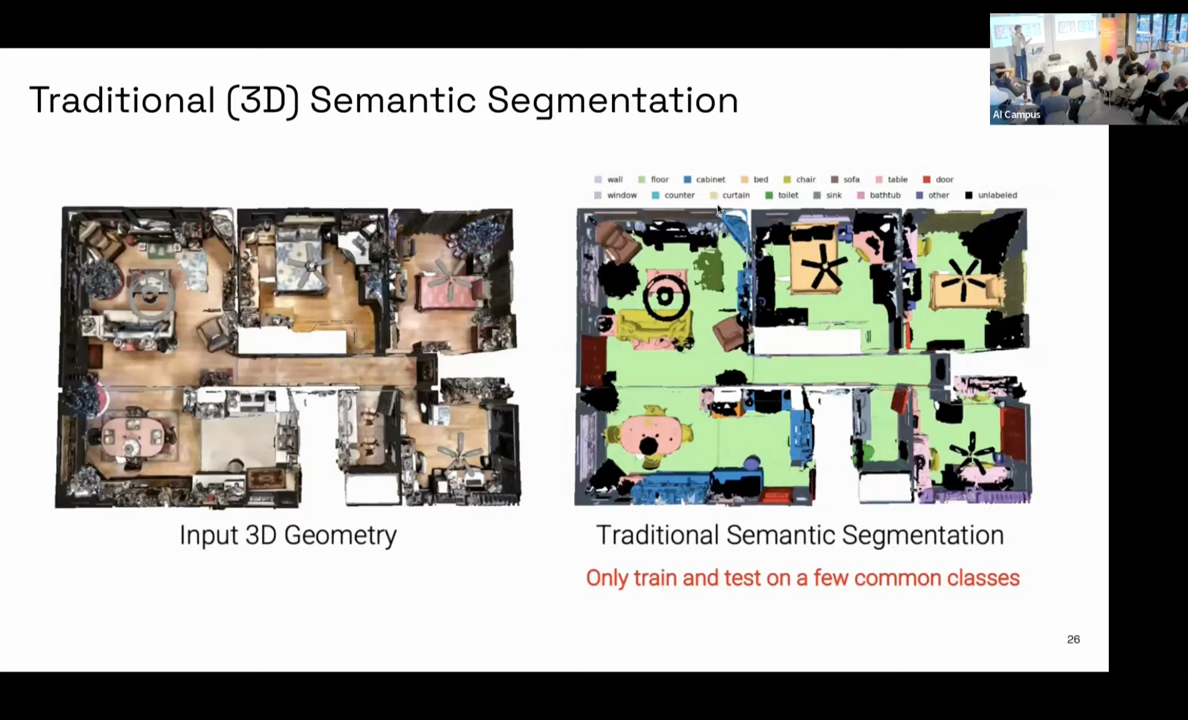 Traditional (3D) Semantic Segmentation
AI Campus
wall floor cabinet bed chair sofa table door
window counter curtain toilet sink bathtub other unlabeled
Input 3D Geometry
Traditional Semantic Segmentation
Only train and test on a few common classes
26